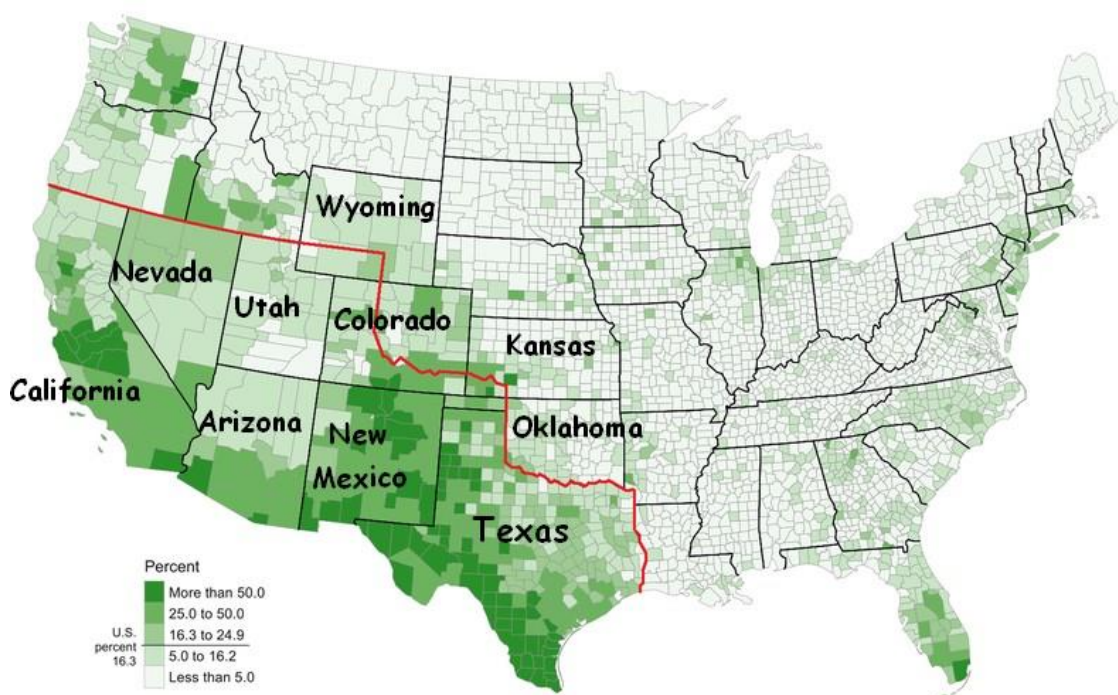 Wyoming
Nevada
Utah
Colorado
Kansas
California
Arizona
New
Mexico
Oklahoma
Texas
Percent
More than 50.0
25.0 to 50.0
16.3 to 24.9
U.S.
percent
16.3
5.0 to 16.2
Less than 5.0